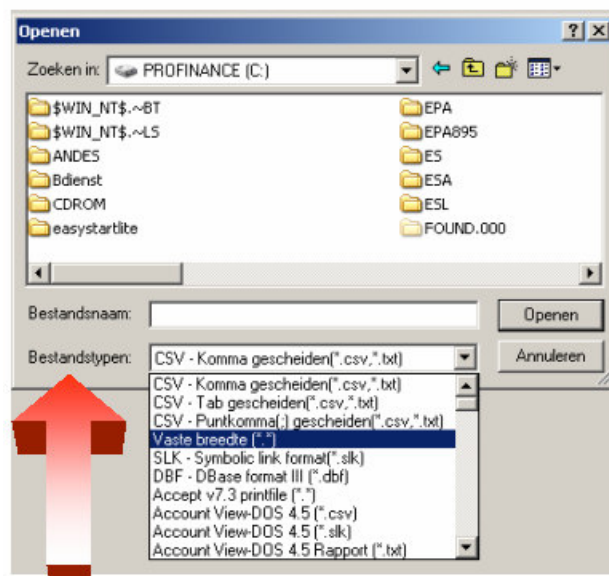 Openen
Zoeken in: PROFINANCE (C:)
$WIN_NT$.~BT
$WIN_NT$.~LS
ANDES
Bdienst
CDROM
easystartlite
EPA
EPA895
ES
ESA
ESL
FOUND.000
Bestandsnaam:
Openen
Bestandstypen: CSV - Komma gescheiden(*.csv,*.txt)
Annuleren
CSV - Komma gescheiden(*.csv,*.txt)
CSV - Tab gescheiden(*.csv,*.txt)
CSV - Puntkomma(;) gescheiden(*.csv,*.txt)
Vaste breedte (*.*)
SLK - Symbolic link format(*.slk)
DBF - DBase format III (*.dbf)
Accept v7.3 printfile (*.*)
Account View-DOS 4.5 (*.csv)
Account View-DOS 4.5 (*.slk)
Account View-DOS 4.5 Rapport (*.txt)